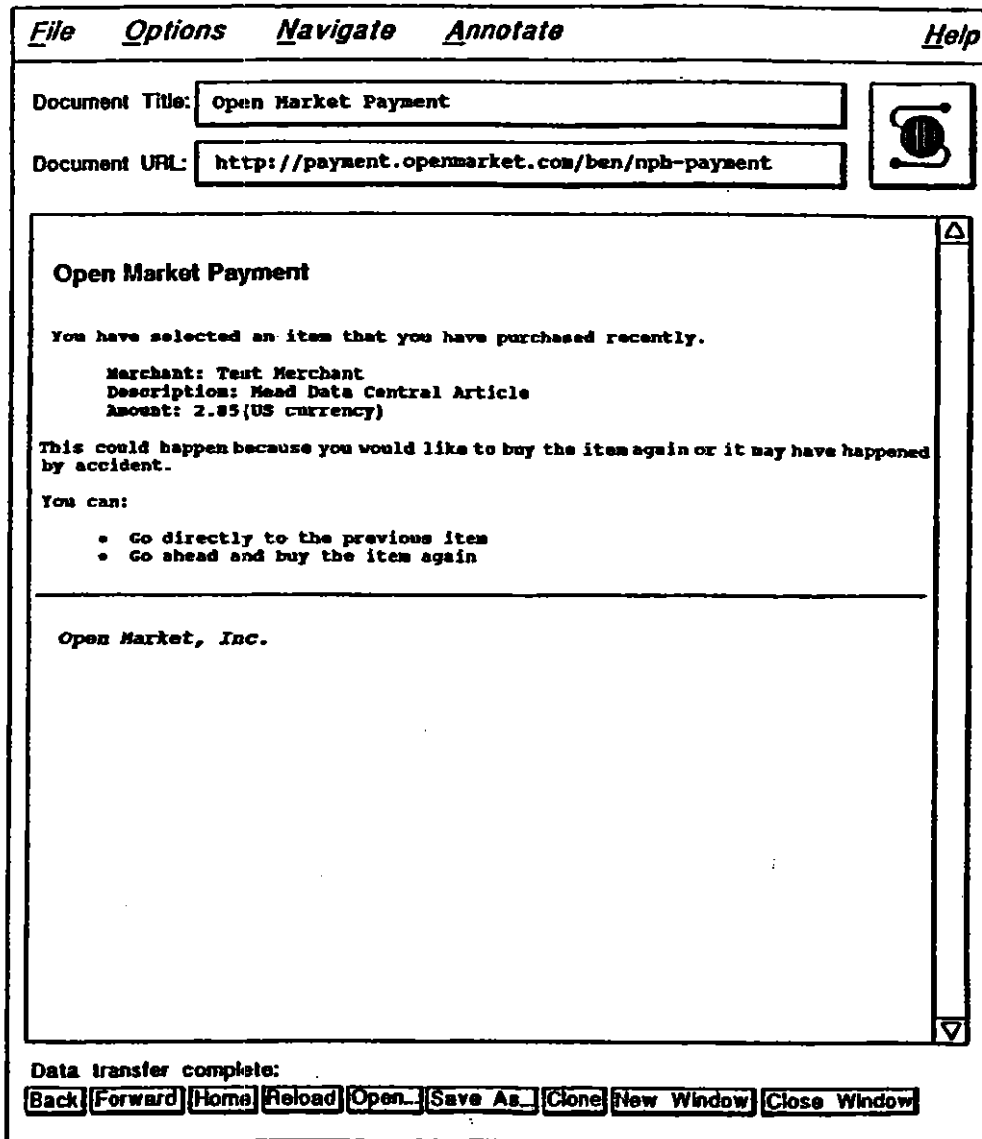 File Options Navigate Annotate Help
Document Title: Open Market Payment
Document URL: http://payment.openmarket.com/ben/npb-payment
Open Market Payment
You have selected an item that you have purchased recently.
Merchant: Test Merchant
Description: Mead Data Central Article
Amount: 2.85(US currency)
This could happen because you would like to buy the item again or it may have happened
by accident.
You can:
• Go directly to the previous item
• Go ahead and buy the item again
Open Market, Inc.
Data transfer complete:
Back Forward Home Reload Open... Save As... Clone New Window Close Window